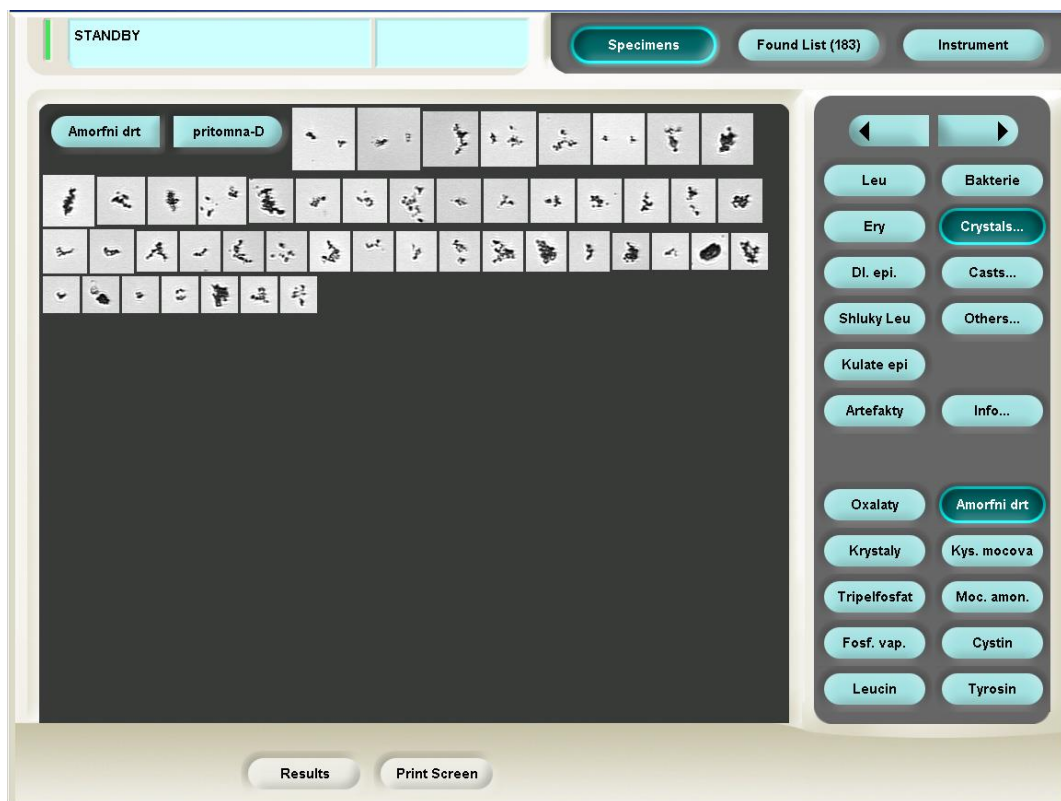 STANDBY
Specimens
Found List (183)
Instrument
Amorfni drt
pritomna-D
Leu
Bakterie
Ery
Crystals...
Dl. epi.
Casts...
Shluky Leu
Others...
Kulate epi
Artefakty
Info...
Oxalaty
Amorfni drt
Krystaly
Kys. mocova
Tripelfosfat
Moc. amon.
Fosf. vap.
Cystin
Leucin
Tyrosin
Results
Print Screen